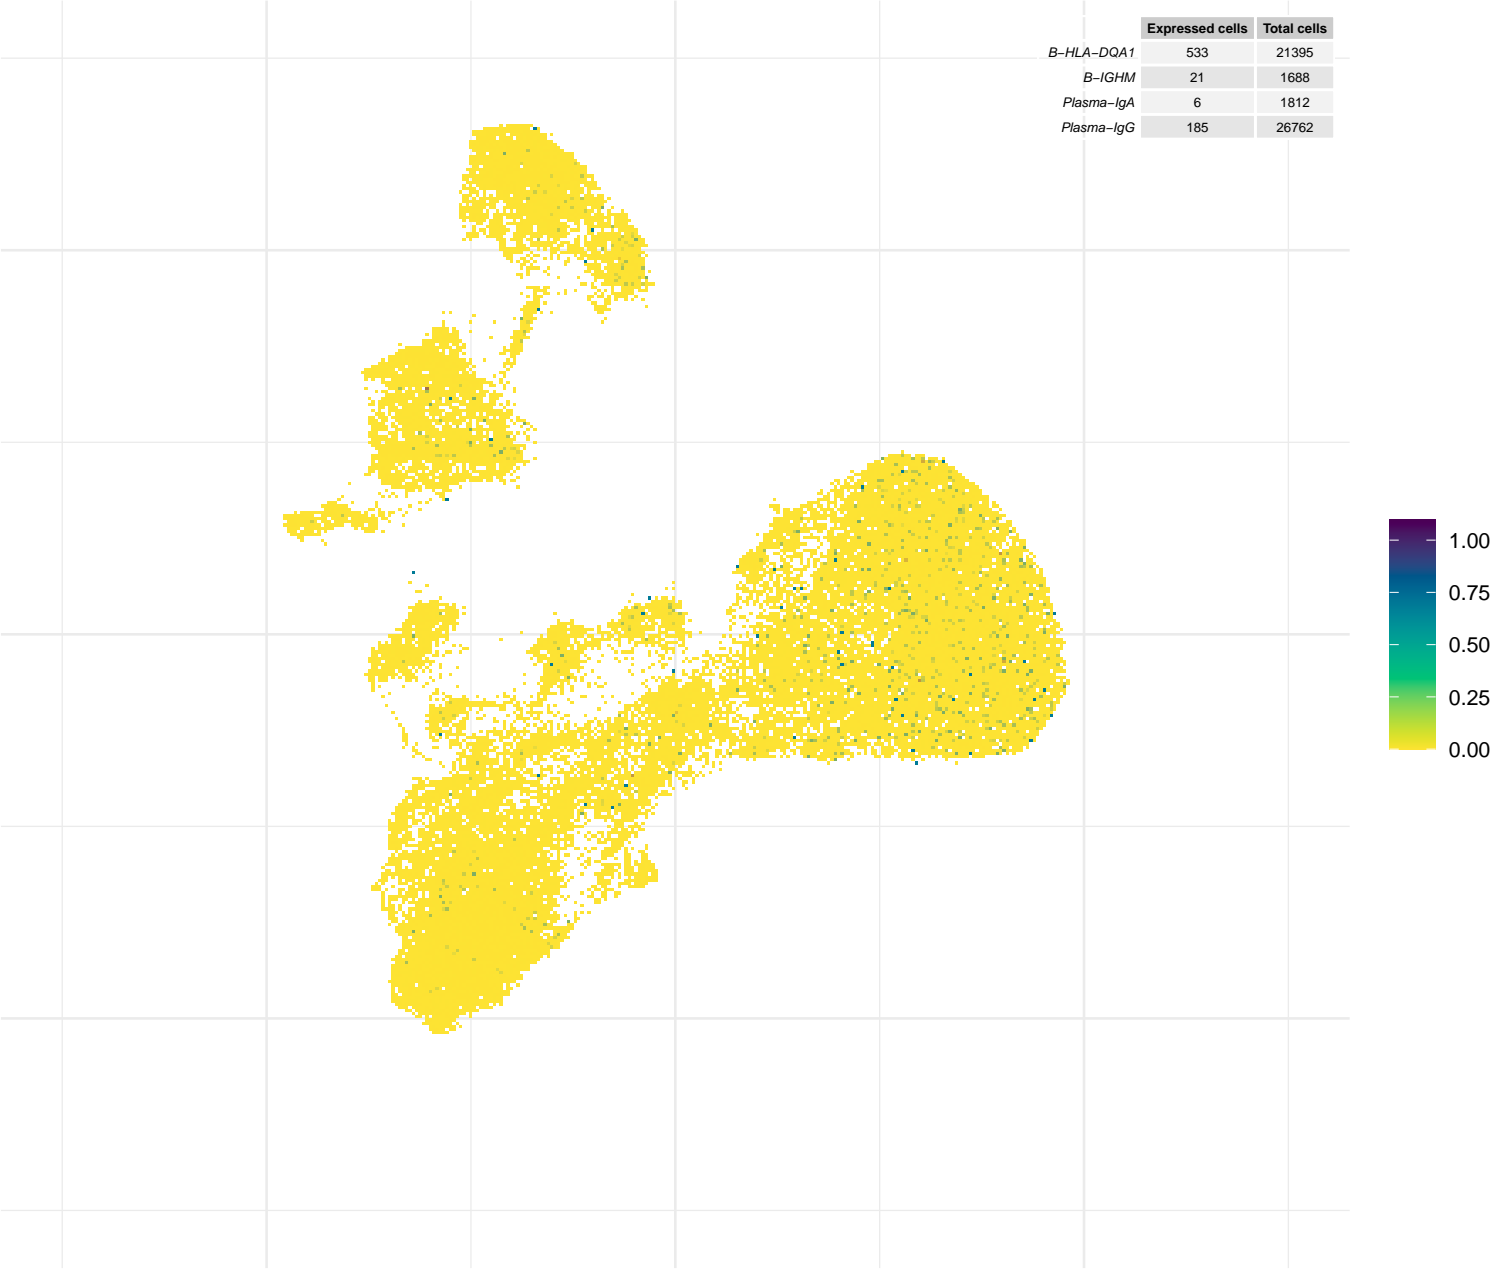 Expressed cells Total cells
B−HLA−DQA1 533 21395
B−IGHM 21 1688
Plasma−IgA 6 1812
Plasma−IgG 185 26762
1.00
0.75
0.50
0.25
0.00